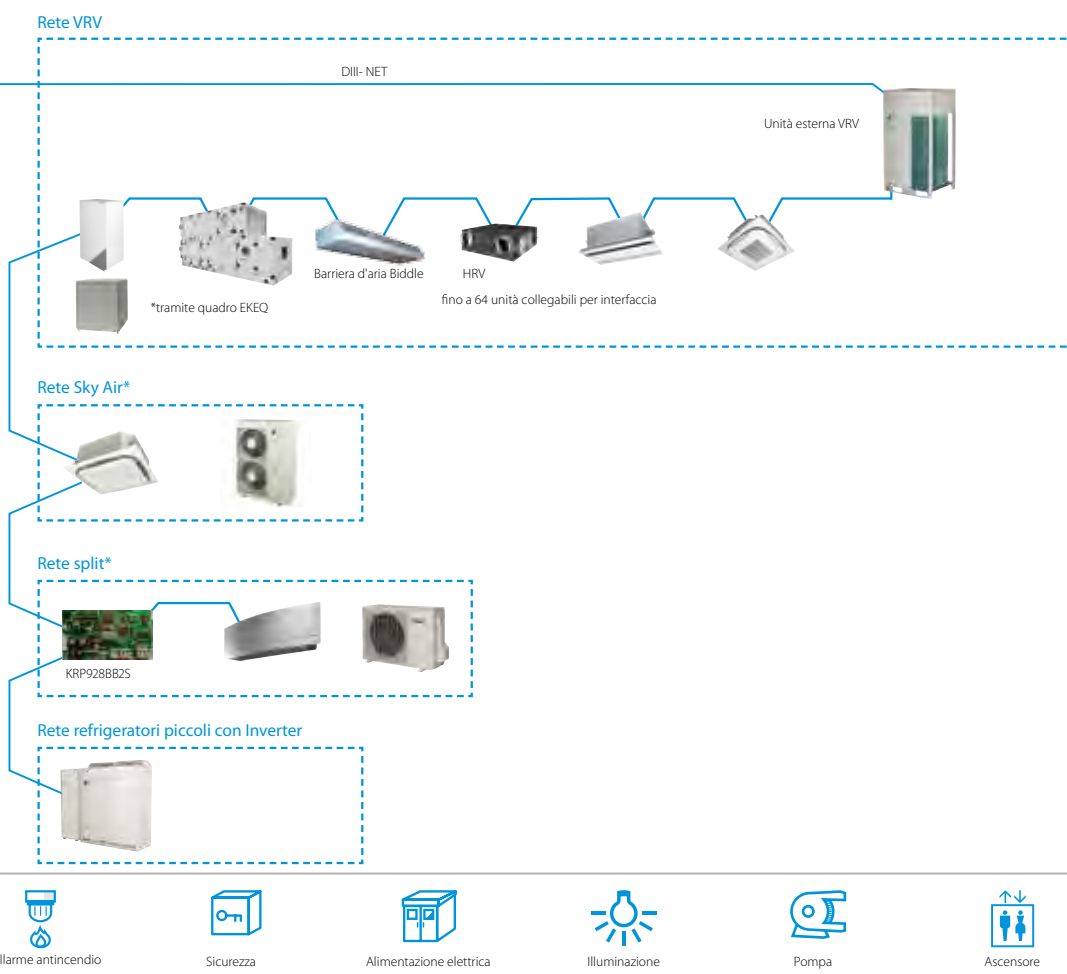 Rete VRV
DIII- NET
Unità esterna VRV
Barriera d'aria Biddle
HRV
*tramite quadro EKEQ
fino a 64 unità collegabili per interfaccia
Rete Sky Air*
Rete split*
KRP928BB2S
Rete refrigeratori piccoli con Inverter
llarme antincendio
Sicurezza
Alimentazione elettrica
Illuminazione
Pompa
Ascensore